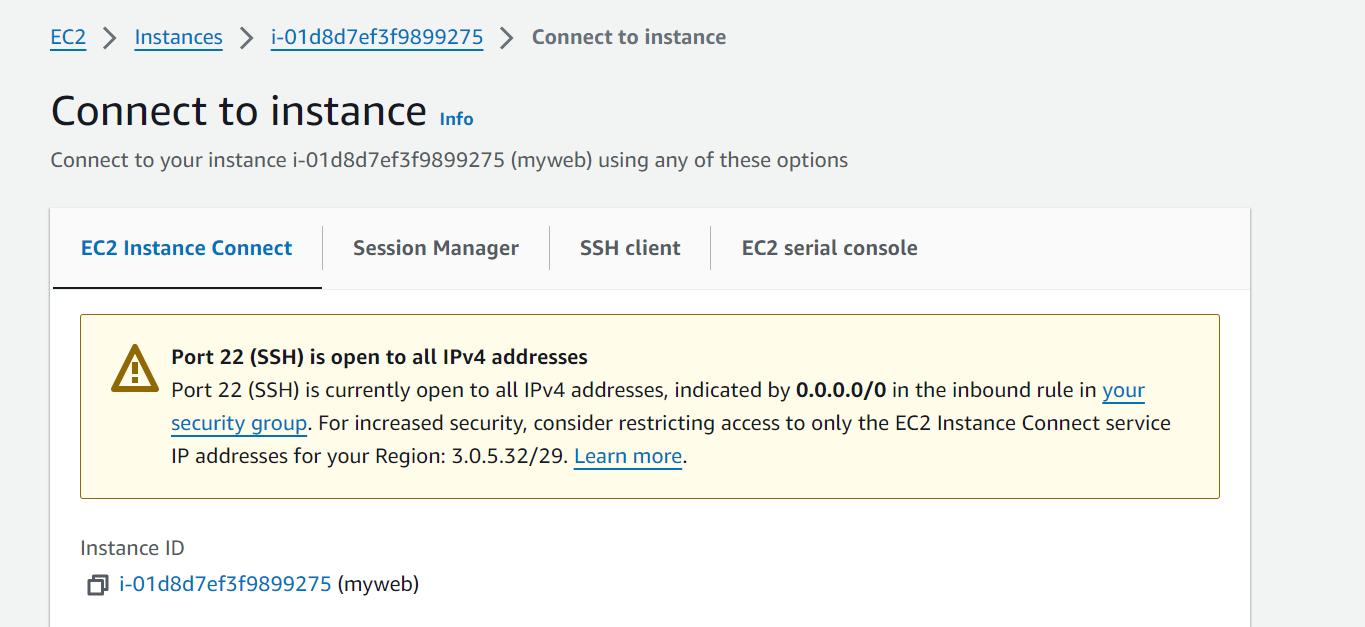 EC2 > Instances > i-01d8d7ef3f9899275 > Connect to instance
Connect to instance Info
Connect to your instance i-01d8d7ef3f9899275 (myweb) using any of these options
EC2 Instance Connect Session Manager SSH client EC2 serial console
Port 22 (SSH) is open to all IPv4 addresses
Port 22 (SSH) is currently open to all IPv4 addresses, indicated by 0.0.0.0/0 in the inbound rule in your
security group. For increased security, consider restricting access to only the EC2 Instance Connect service
IP addresses for your Region: 3.0.5.32/29. Learn more.
Instance ID
i-01d8d7ef3f9899275 (myweb)